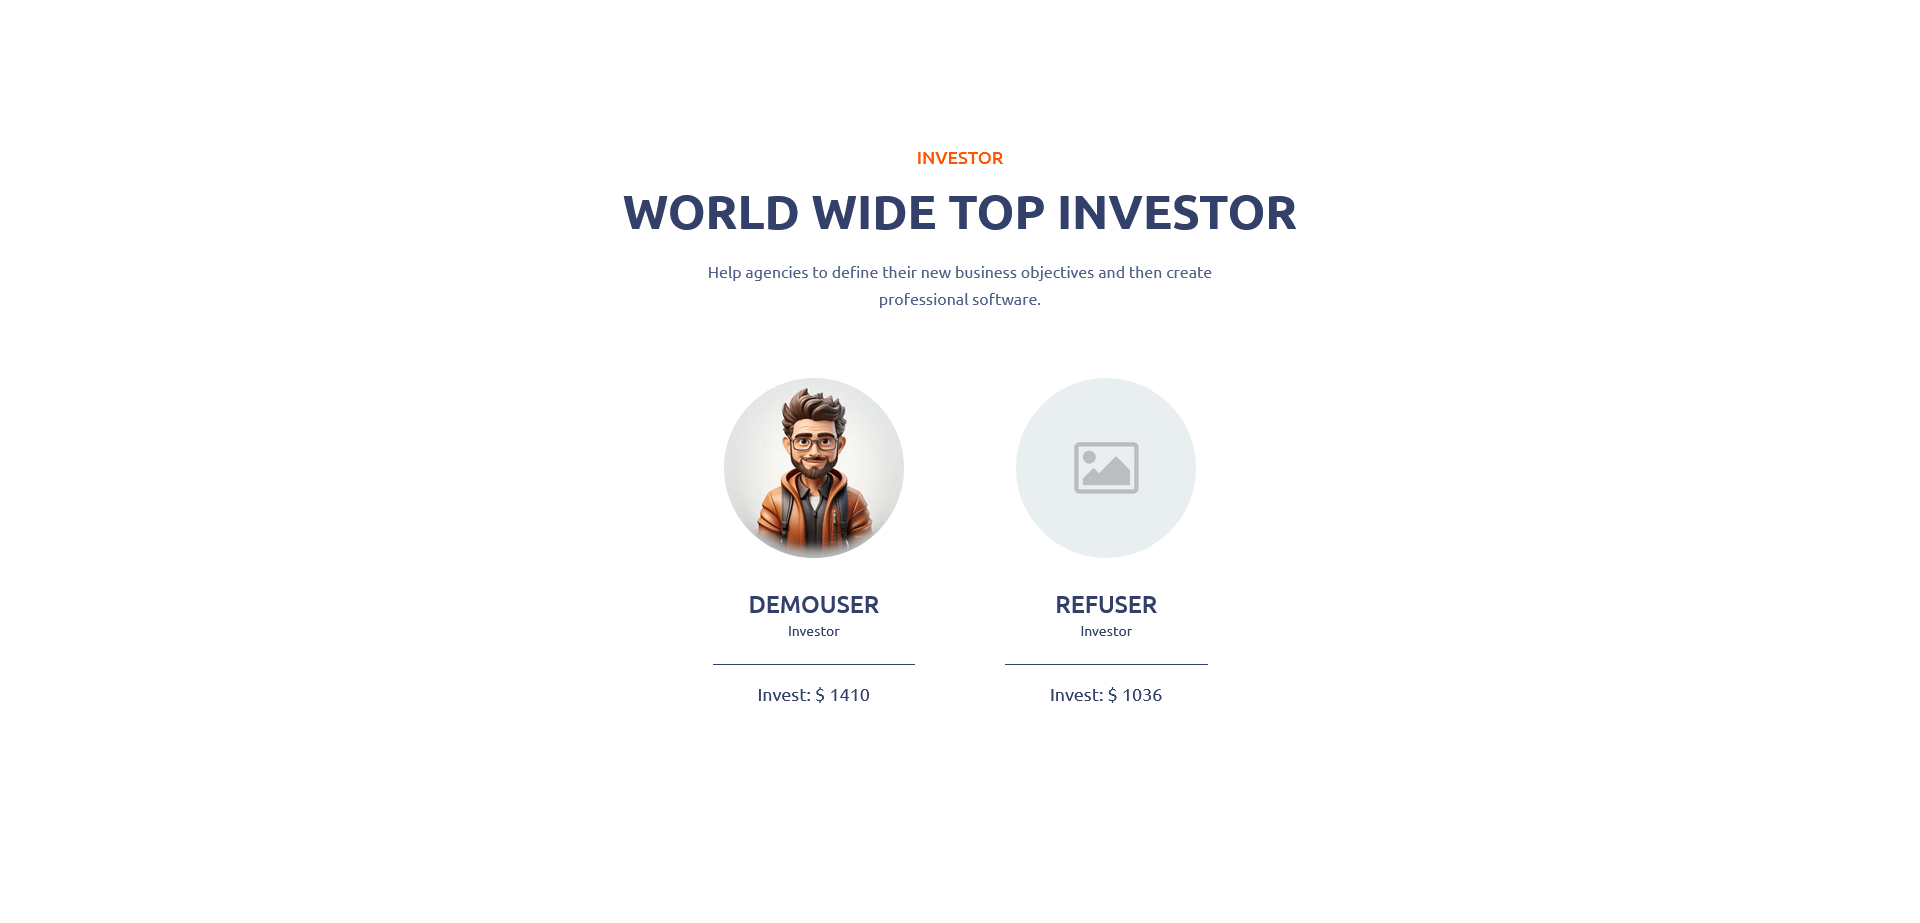 INVESTOR
WORLD WIDE TOP INVESTOR
Help agencies to define their new business objectives and then create
professional software.
DEMOUSER
Investor
Invest: $ 1410
REFUSER
Investor
Invest: $ 1036